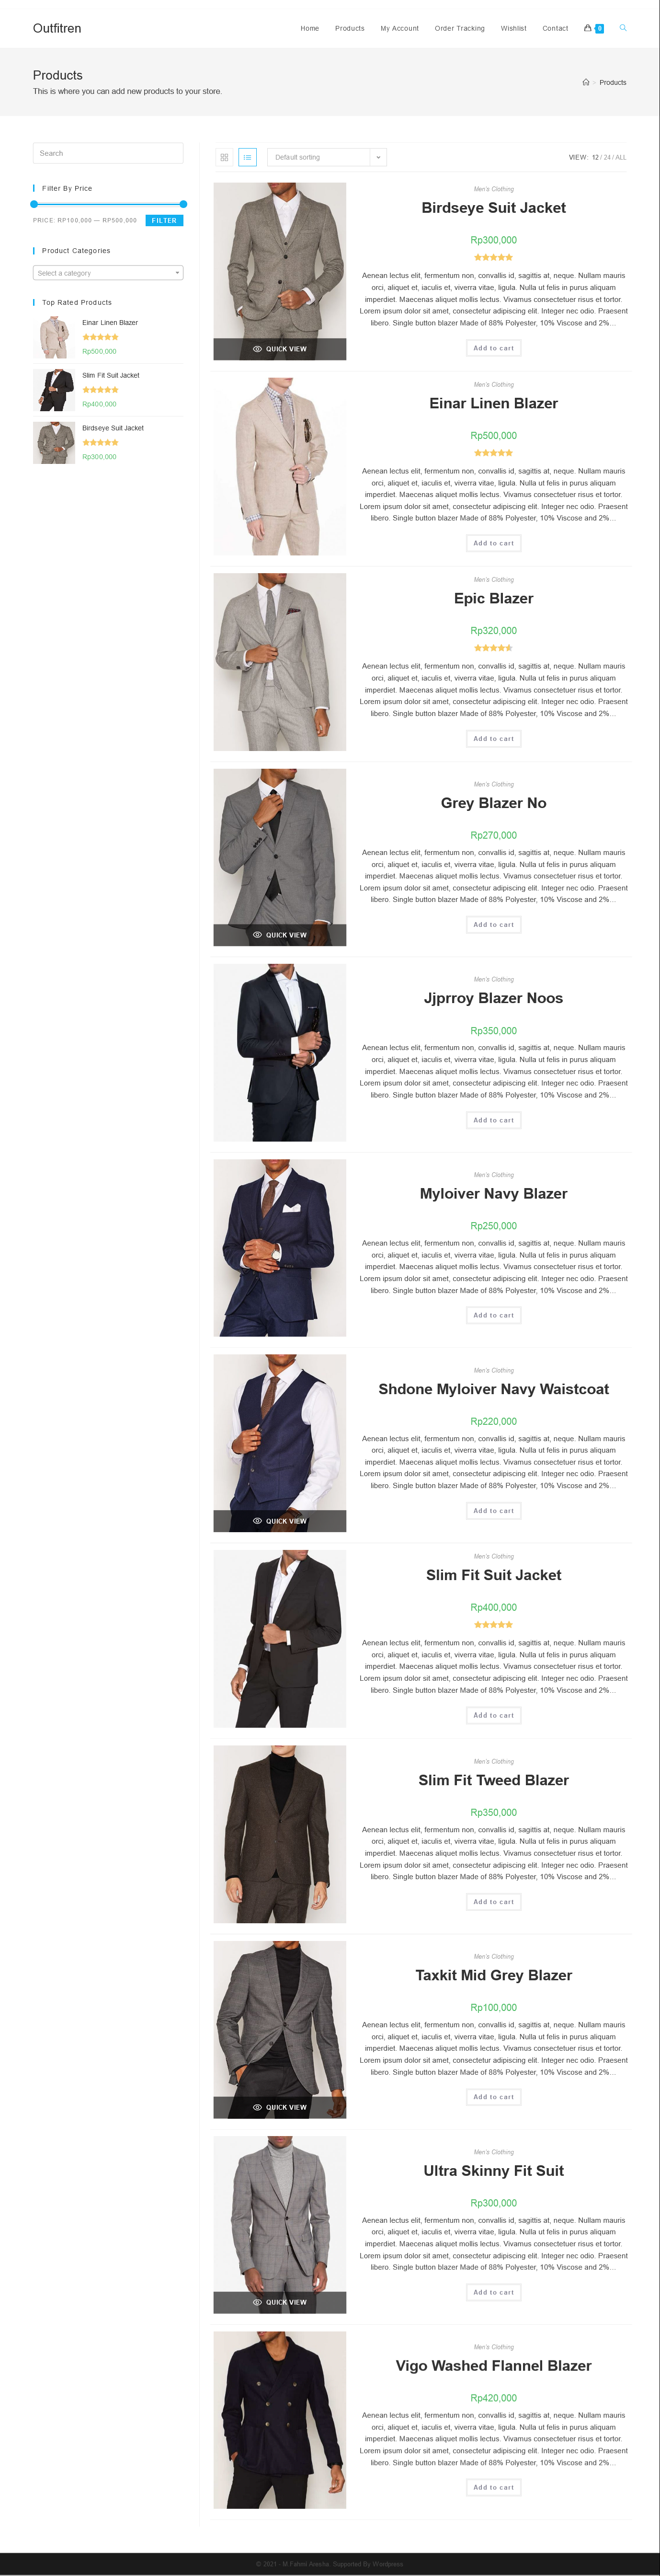 Outfitren
Home Products My Account Order Tracking Wishlist Contact 0
Products
This is where you can add new products to your store.
> Products
Search
Filter By Price
PRICE: RP100,000 — RP500,000 FILTER
Product Categories
Select a category
Top Rated Products
Einar Linen Blazer
Rp500,000
Slim Fit Suit Jacket
Rp400,000
Birdseye Suit Jacket
Rp300,000
Default sorting
VIEW: 12 / 24 / ALL
Men's Clothing
Birdseye Suit Jacket
Rp300,000
Aenean lectus elit, fermentum non, convallis id, sagittis at, neque. Nullam mauris
orci, aliquet et, iaculis et, viverra vitae, ligula. Nulla ut felis in purus aliquam
imperdiet. Maecenas aliquet mollis lectus. Vivamus consectetuer risus et tortor.
Lorem ipsum dolor sit amet, consectetur adipiscing elit. Integer nec odio. Praesent
libero. Single button blazer Made of 88% Polyester, 10% Viscose and 2%…
QUICK VIEW
Add to cart
Men's Clothing
Einar Linen Blazer
Rp500,000
Aenean lectus elit, fermentum non, convallis id, sagittis at, neque. Nullam mauris
orci, aliquet et, iaculis et, viverra vitae, ligula. Nulla ut felis in purus aliquam
imperdiet. Maecenas aliquet mollis lectus. Vivamus consectetuer risus et tortor.
Lorem ipsum dolor sit amet, consectetur adipiscing elit. Integer nec odio. Praesent
libero. Single button blazer Made of 88% Polyester, 10% Viscose and 2%…
Add to cart
Men's Clothing
Epic Blazer
Rp320,000
Aenean lectus elit, fermentum non, convallis id, sagittis at, neque. Nullam mauris
orci, aliquet et, iaculis et, viverra vitae, ligula. Nulla ut felis in purus aliquam
imperdiet. Maecenas aliquet mollis lectus. Vivamus consectetuer risus et tortor.
Lorem ipsum dolor sit amet, consectetur adipiscing elit. Integer nec odio. Praesent
libero. Single button blazer Made of 88% Polyester, 10% Viscose and 2%…
Add to cart
Men's Clothing
Grey Blazer No
Rp270,000
Aenean lectus elit, fermentum non, convallis id, sagittis at, neque. Nullam mauris
orci, aliquet et, iaculis et, viverra vitae, ligula. Nulla ut felis in purus aliquam
imperdiet. Maecenas aliquet mollis lectus. Vivamus consectetuer risus et tortor.
Lorem ipsum dolor sit amet, consectetur adipiscing elit. Integer nec odio. Praesent
libero. Single button blazer Made of 88% Polyester, 10% Viscose and 2%…
Add to cart
QUICK VIEW
Men's Clothing
Jjprroy Blazer Noos
Rp350,000
Aenean lectus elit, fermentum non, convallis id, sagittis at, neque. Nullam mauris
orci, aliquet et, iaculis et, viverra vitae, ligula. Nulla ut felis in purus aliquam
imperdiet. Maecenas aliquet mollis lectus. Vivamus consectetuer risus et tortor.
Lorem ipsum dolor sit amet, consectetur adipiscing elit. Integer nec odio. Praesent
libero. Single button blazer Made of 88% Polyester, 10% Viscose and 2%…
Add to cart
Men's Clothing
Myloiver Navy Blazer
Rp250,000
Aenean lectus elit, fermentum non, convallis id, sagittis at, neque. Nullam mauris
orci, aliquet et, iaculis et, viverra vitae, ligula. Nulla ut felis in purus aliquam
imperdiet. Maecenas aliquet mollis lectus. Vivamus consectetuer risus et tortor.
Lorem ipsum dolor sit amet, consectetur adipiscing elit. Integer nec odio. Praesent
libero. Single button blazer Made of 88% Polyester, 10% Viscose and 2%…
Add to cart
Men's Clothing
Shdone Myloiver Navy Waistcoat
Rp220,000
Aenean lectus elit, fermentum non, convallis id, sagittis at, neque. Nullam mauris
orci, aliquet et, iaculis et, viverra vitae, ligula. Nulla ut felis in purus aliquam
imperdiet. Maecenas aliquet mollis lectus. Vivamus consectetuer risus et tortor.
Lorem ipsum dolor sit amet, consectetur adipiscing elit. Integer nec odio. Praesent
libero. Single button blazer Made of 88% Polyester, 10% Viscose and 2%…
Add to cart
QUICK VIEW
Men's Clothing
Slim Fit Suit Jacket
Rp400,000
Aenean lectus elit, fermentum non, convallis id, sagittis at, neque. Nullam mauris
orci, aliquet et, iaculis et, viverra vitae, ligula. Nulla ut felis in purus aliquam
imperdiet. Maecenas aliquet mollis lectus. Vivamus consectetuer risus et tortor.
Lorem ipsum dolor sit amet, consectetur adipiscing elit. Integer nec odio. Praesent
libero. Single button blazer Made of 88% Polyester, 10% Viscose and 2%…
Add to cart
Men's Clothing
Slim Fit Tweed Blazer
Rp350,000
Aenean lectus elit, fermentum non, convallis id, sagittis at, neque. Nullam mauris
orci, aliquet et, iaculis et, viverra vitae, ligula. Nulla ut felis in purus aliquam
imperdiet. Maecenas aliquet mollis lectus. Vivamus consectetuer risus et tortor.
Lorem ipsum dolor sit amet, consectetur adipiscing elit. Integer nec odio. Praesent
libero. Single button blazer Made of 88% Polyester, 10% Viscose and 2%…
Add to cart
Men's Clothing
Taxkit Mid Grey Blazer
Rp100,000
Aenean lectus elit, fermentum non, convallis id, sagittis at, neque. Nullam mauris
orci, aliquet et, iaculis et, viverra vitae, ligula. Nulla ut felis in purus aliquam
imperdiet. Maecenas aliquet mollis lectus. Vivamus consectetuer risus et tortor.
Lorem ipsum dolor sit amet, consectetur adipiscing elit. Integer nec odio. Praesent
libero. Single button blazer Made of 88% Polyester, 10% Viscose and 2%…
Add to cart
QUICK VIEW
Men's Clothing
Ultra Skinny Fit Suit
Rp300,000
Aenean lectus elit, fermentum non, convallis id, sagittis at, neque. Nullam mauris
orci, aliquet et, iaculis et, viverra vitae, ligula. Nulla ut felis in purus aliquam
imperdiet. Maecenas aliquet mollis lectus. Vivamus consectetuer risus et tortor.
Lorem ipsum dolor sit amet, consectetur adipiscing elit. Integer nec odio. Praesent
libero. Single button blazer Made of 88% Polyester, 10% Viscose and 2%…
Add to cart
QUICK VIEW
Men's Clothing
Vigo Washed Flannel Blazer
Rp420,000
Aenean lectus elit, fermentum non, convallis id, sagittis at, neque. Nullam mauris
orci, aliquet et, iaculis et, viverra vitae, ligula. Nulla ut felis in purus aliquam
imperdiet. Maecenas aliquet mollis lectus. Vivamus consectetuer risus et tortor.
Lorem ipsum dolor sit amet, consectetur adipiscing elit. Integer nec odio. Praesent
libero. Single button blazer Made of 88% Polyester, 10% Viscose and 2%…
Add to cart
© 2021 - M.Fahmi Arasha. Supported By Wordpress